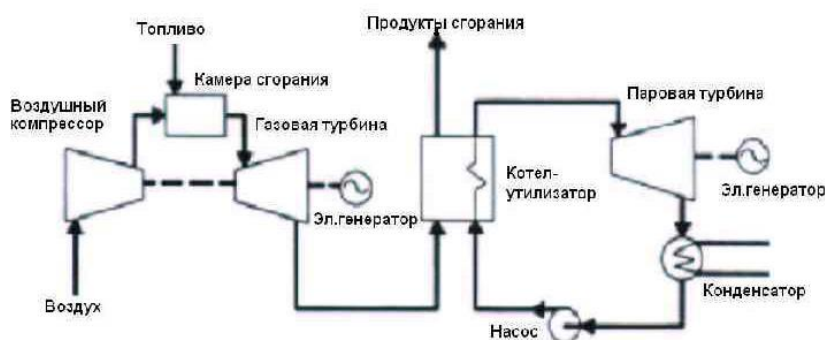 Топливо
Продукты сгорания
Камера сгорания
Воздушный
компрессор
Газовая турбина
Паровая турбина
Котел-
утилизатор
Эл.генератор
Эл.генератор
Воздух
Насос
Конденсатор